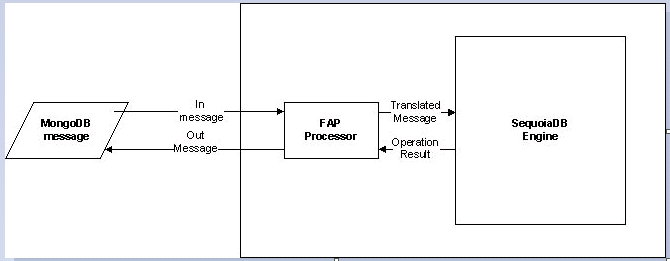 MongoDB
message
In
message
Out
Message
FAP
Processor
Translated
Message
Operation
Result
SequoiaDB
Engine